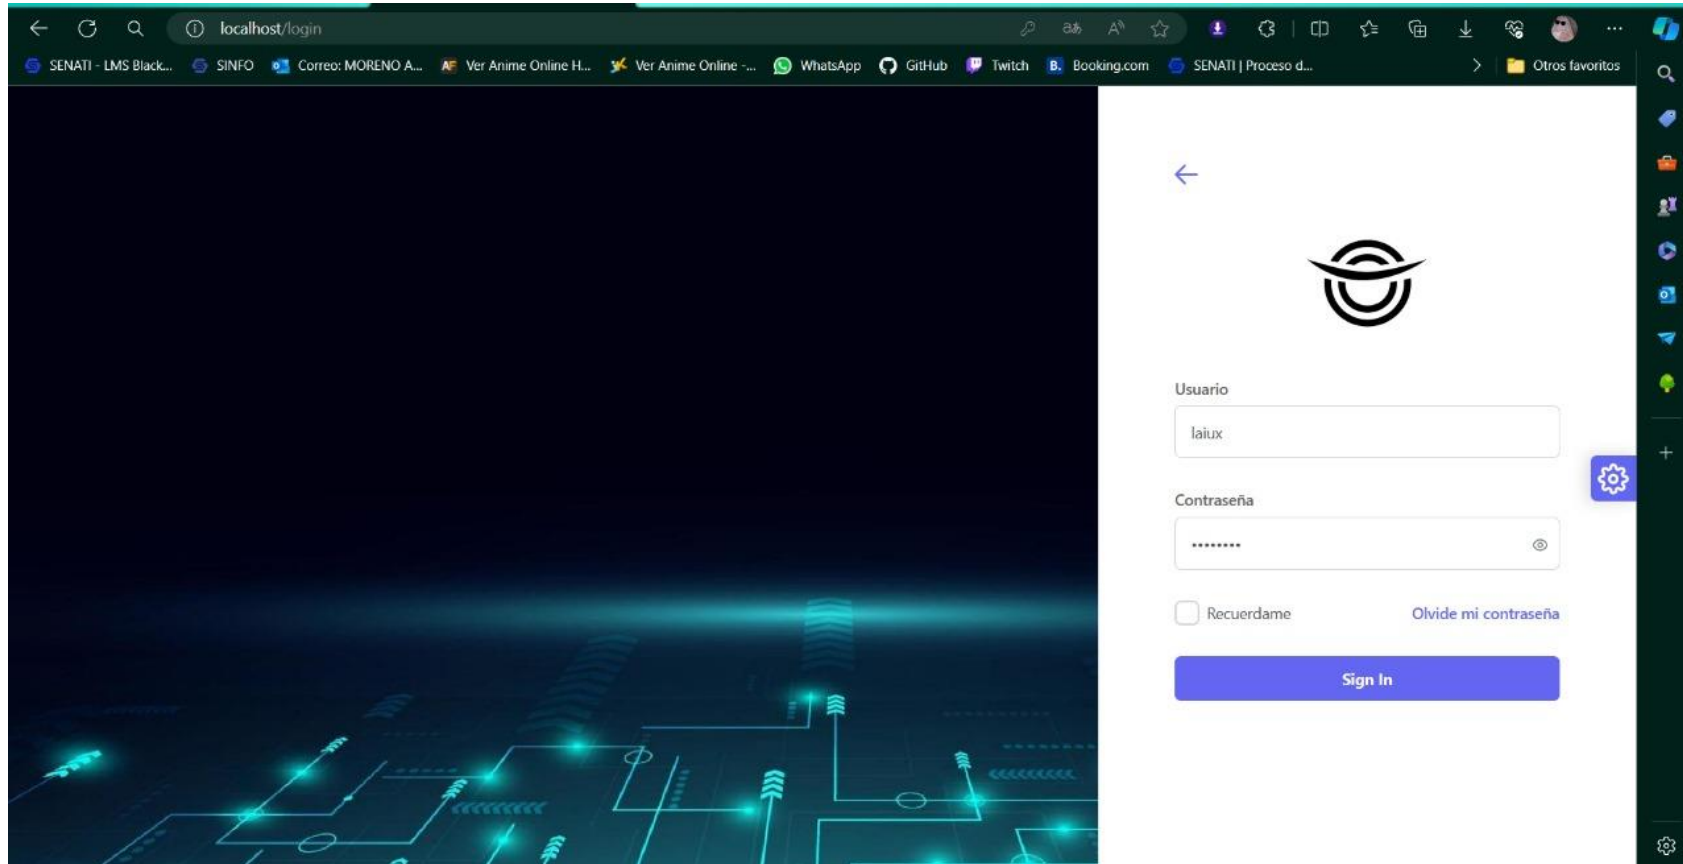 localhost/login
SENATI - LMS Black... SINFO Correo: MORENO A... AF Ver Anime Online H... Ver Anime Online -... WhatsApp GitHub Twitch B. Booking.com SENATI | Proceso d... Otros favoritos
Usuario
laiux
Contraseña
••••••••
Recuerdame Olvide mi contraseña
Sign In